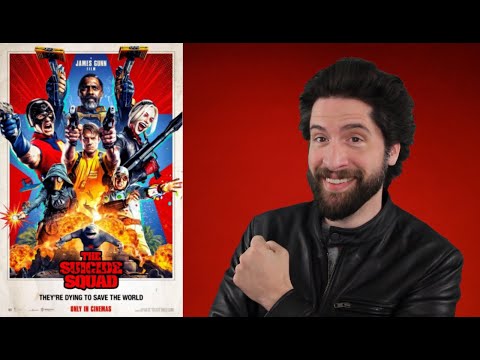 A
JAMES GUNN
FILM
THE
SUICIDE
SQUAD
THEY'RE DYING TO SAVE THE WORLD
ONLY IN CINEMAS